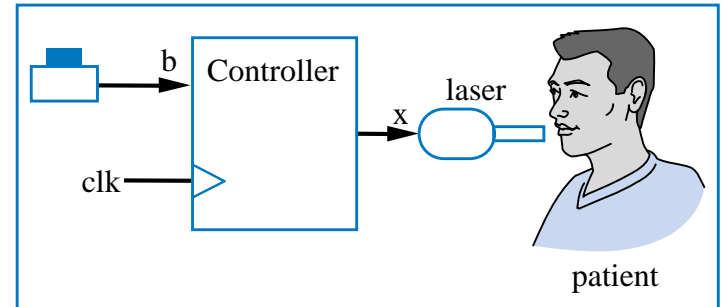 b
Controller
laser
x
clk
patient